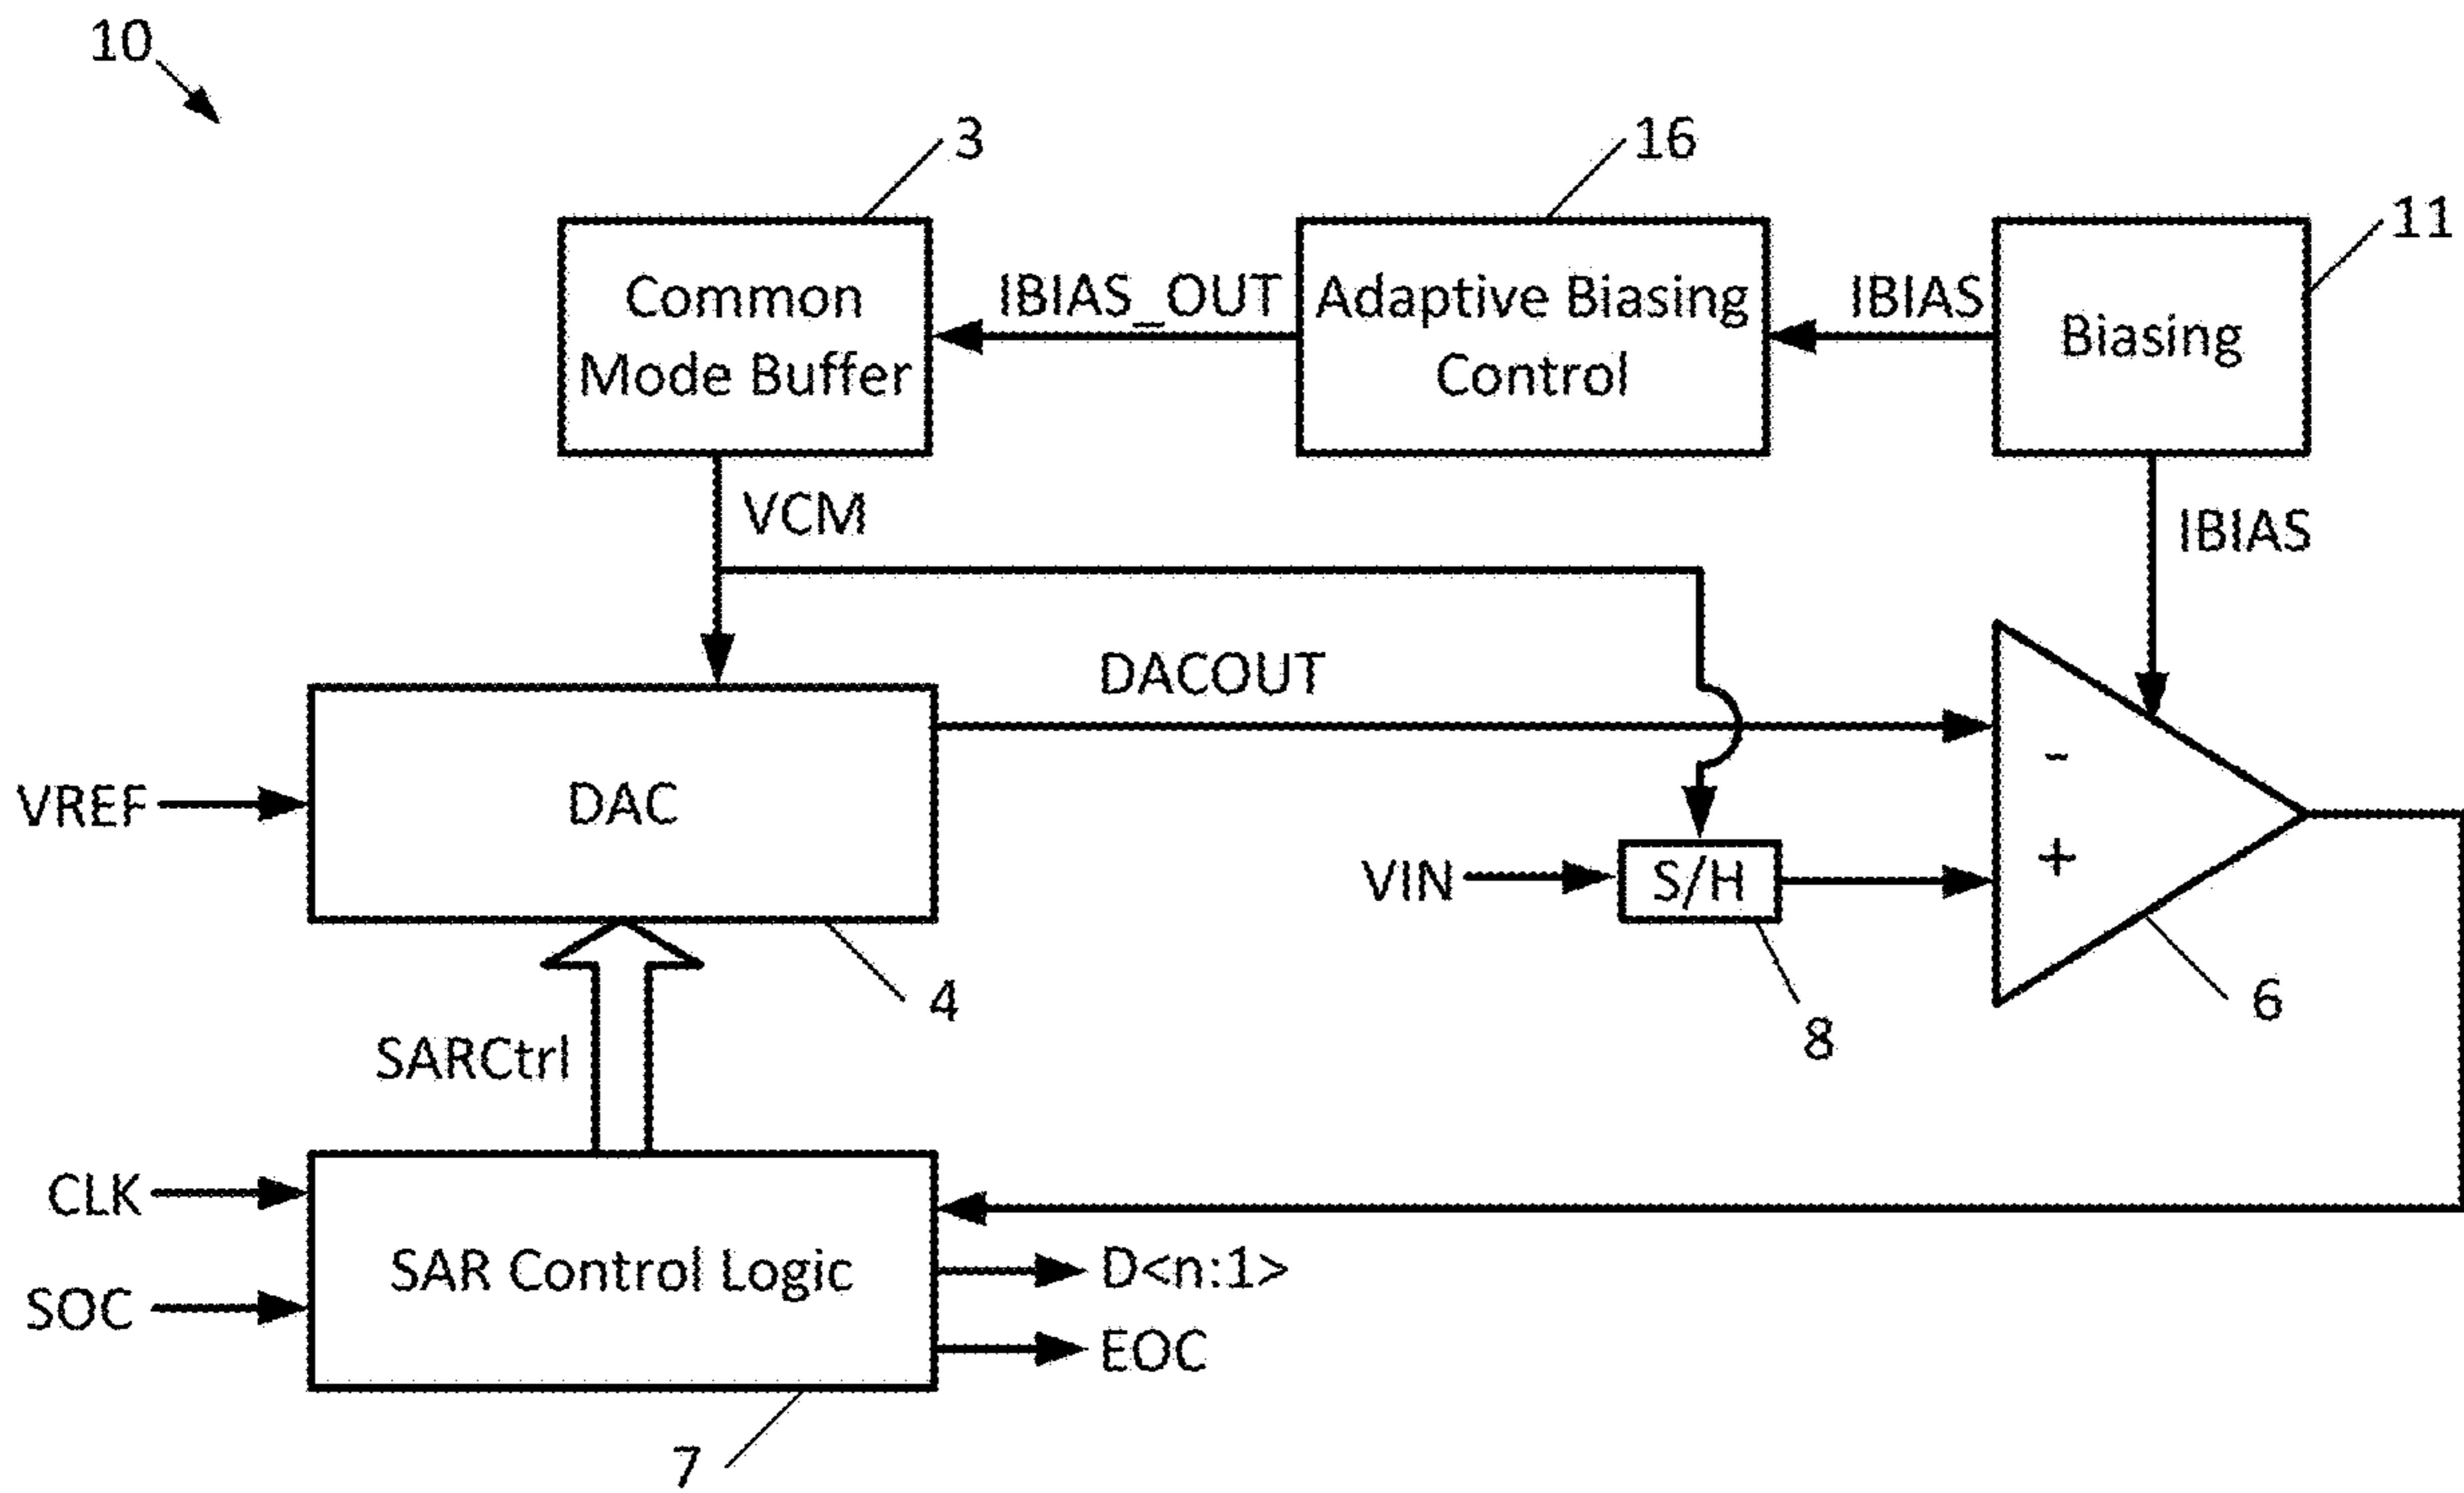 10
3
16
11
Common
Mode Buffer
IBIAS_OUT
Adaptive Biasing
Control
IBIAS
Biasing
VCM
IBIAS
DACOUT
VREF
DAC
-
+
VIN
S/H
4
8
6
SARCtrl
CLK
SOC
SAR Control Logic
D<n:1>
EOC
7